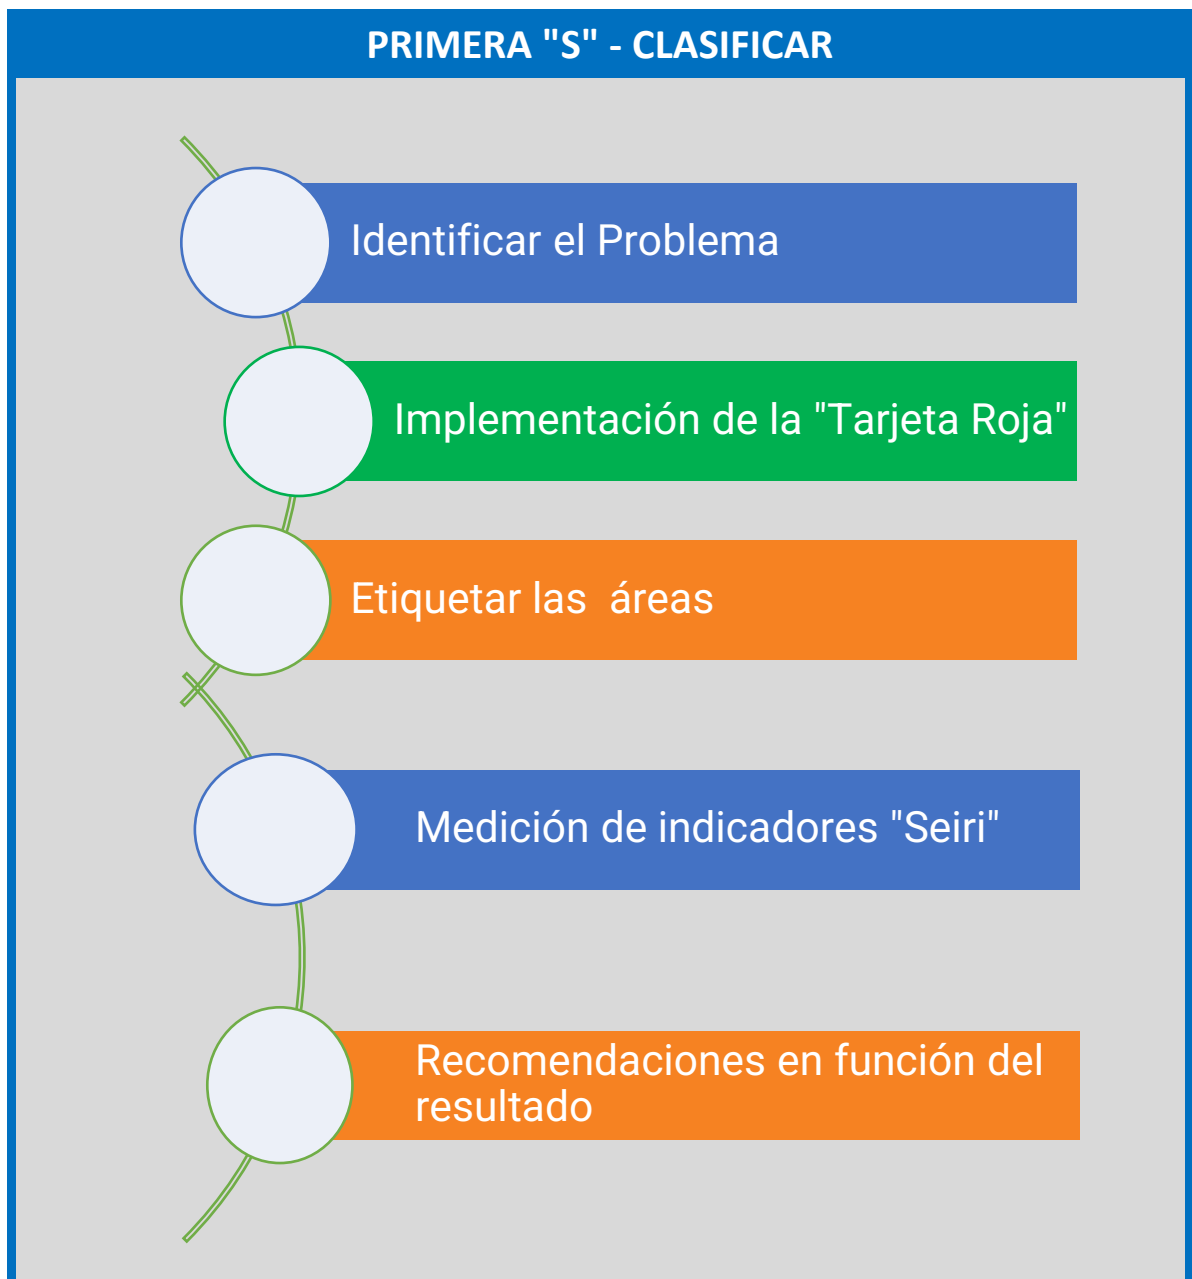 PRIMERA "S" - CLASIFICAR
Identificar el Problema
Implementación de la "Tarjeta Roja"
Etiquetar las  áreas
Medición de indicadores "Seiri"
Recomendaciones en función del
resultado